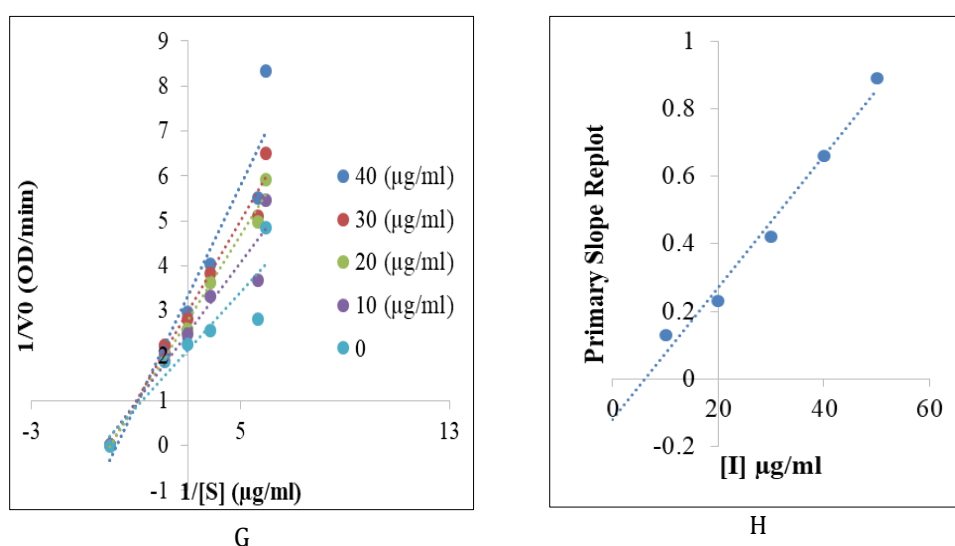 9
8
7
6
5
4
3
2
1
0
-1
-3
5
13
1/V0 (OD/mim)
1/[S] (µg/ml)
40 (µg/ml)
30 (µg/ml)
20 (µg/ml)
10 (µg/ml)
0
G
1
0.8
0.6
0.4
0.2
0
-0.2
0
20
40
60
Primary Slope Replot
[I] µg/ml
H